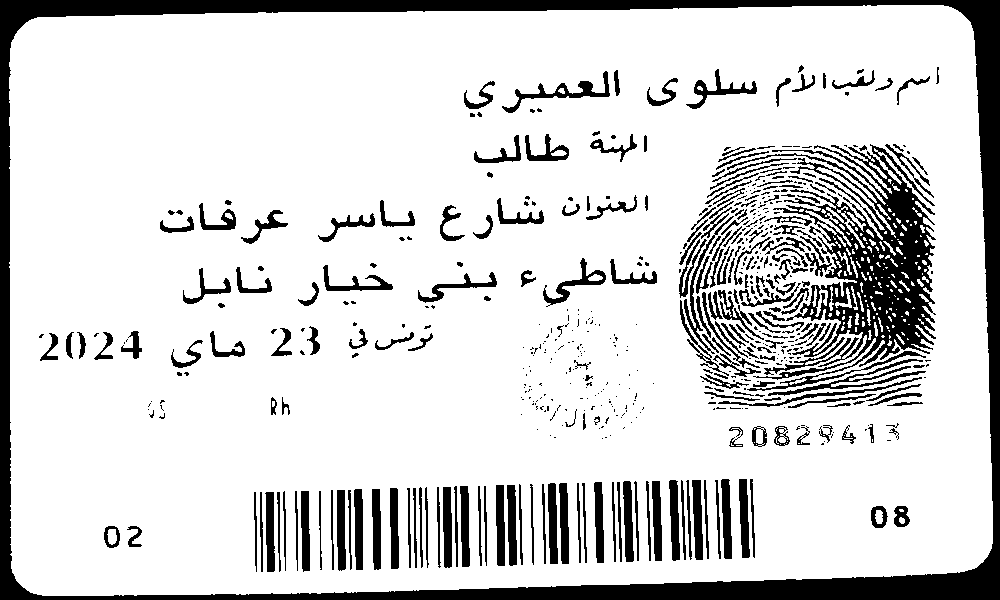 اسم ولقب الأم سلوى العميري
المهنة طالب
العنوان شارع ياسر عرفات
شاطىء بني خيار نابل
تونس في 23 ماي 2024
GS Rh
20829413
02 08